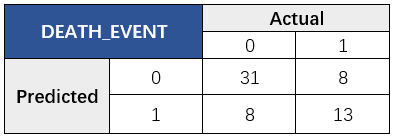 DEATH_EVENT Actual
0 1
Predicted 0 31 8
1 8 13